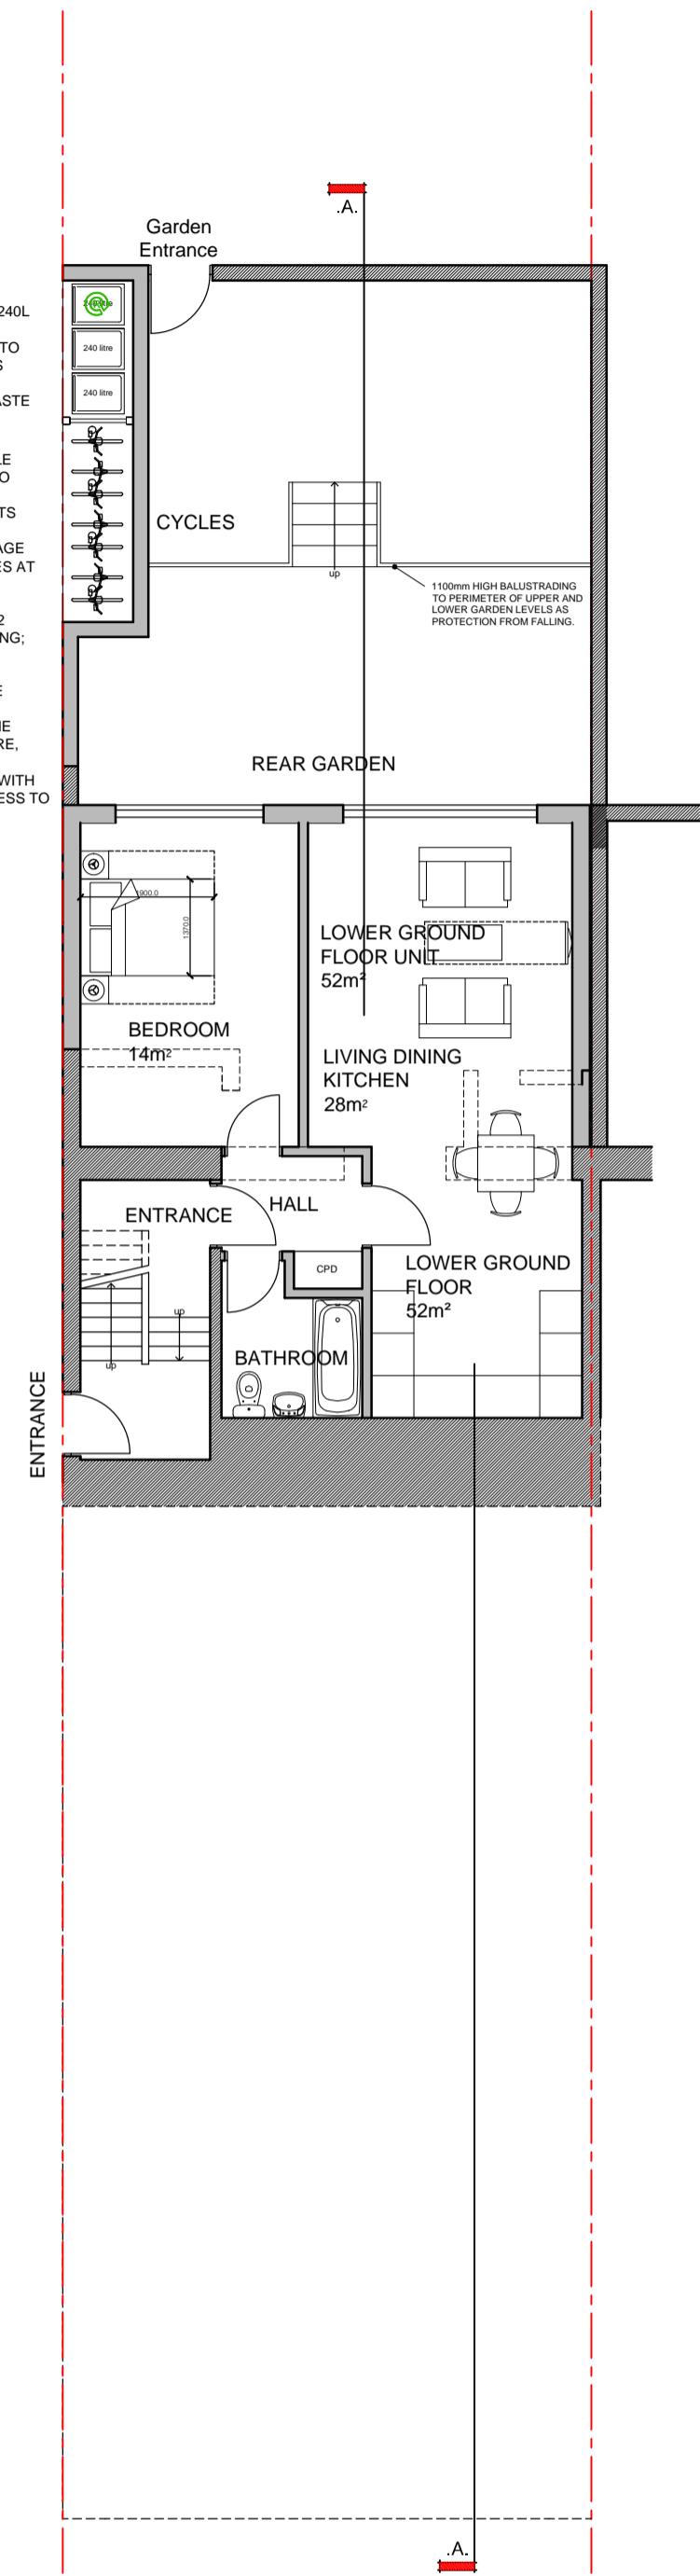 .A.
Garden
Entrance
240L
TO
S
ASTE
LE
O
TS
AGE
ES AT
2
NG;
E
ME
RE,
WITH
ESS TO
240 litre
240 litre
CYCLES
up
1100mm HIGH BALUSTRADING
TO PERIMETER OF UPPER AND
LOWER GARDEN LEVELS AS
PROTECTION FROM FALLING.
REAR GARDEN
1900.0
1370.0
LOWER GROUND
FLOOR UNIT
52m²
BEDROOM
14m²
LIVING DINING
KITCHEN
28m²
HALL
ENTRANCE
CPD
LOWER GROUND
FLOOR
52m²
up
up
BATHROOM
ENTRANCE
.A.